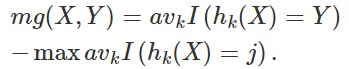 mg(X,Y) = av_k I (h_k(X) = Y)
− max av_k I (h_k(X) = j) .